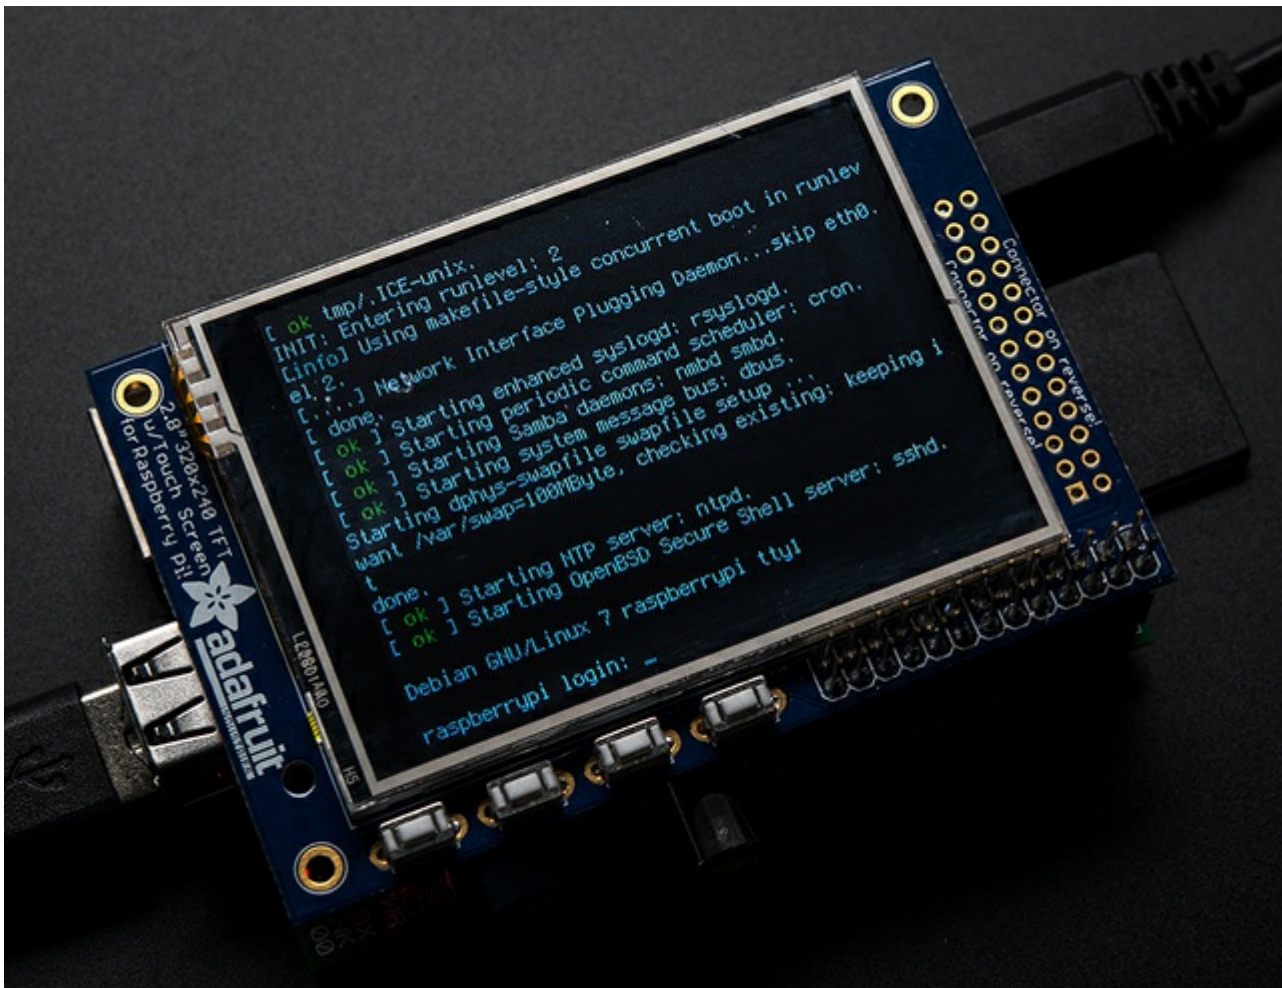 [ ok tmp/.ICE-unix.
INIT: Entering runlevel: 2
[info] Using makefile-style concurrent boot in runlev
el 2.
[....] Network Interface Plugging Daemon...skip eth0.
[ done.
[ ok ] Starting enhanced syslogd: rsyslogd.
[ ok ] Starting periodic command scheduler: cron.
[ ok ] Starting Samba daemons: nmbd smbd.
[ ok ] Starting system message bus: dbus.
Starting dphys-swapfile swapfile setup ...
want /var/swap=100MByte, checking existing: keeping i
t
done.
[ ok ] Starting NTP server: ntpd.
[ ok ] Starting OpenBSD Secure Shell server: sshd.
Debian GNU/Linux 7 raspberrypi tty1
raspberrypi login: _
2.8" 320x240 TFT
w/Touch Screen
for Raspberry Pi!
adafruit
Connector on reverse!
Connector on reverse!